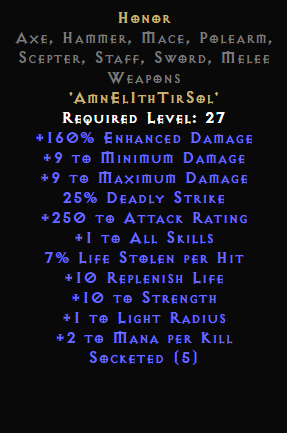 Honor
Axe, Hammer, Mace, Polearm,
Scepter, Staff, Sword, Melee
Weapons
'AmnElIthTirSol'
Required Level: 27
+160% Enhanced Damage
+9 to Minimum Damage
+9 to Maximum Damage
25% Deadly Strike
+250 to Attack Rating
+1 to All Skills
7% Life Stolen per Hit
+10 Replenish Life
+10 to Strength
+1 to Light Radius
+2 to Mana per Kill
Socketed (5)